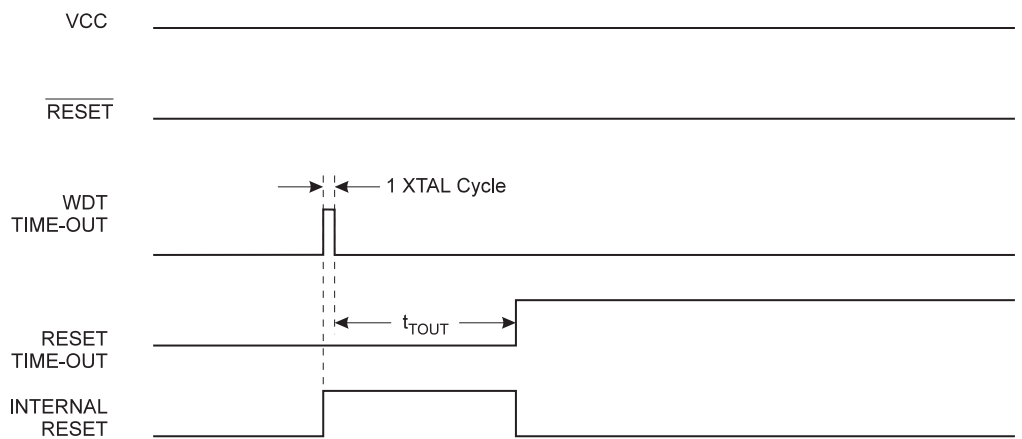 VCC
RESET
1 XTAL Cycle
WDT
TIME-OUT
tTOUT
RESET
TIME-OUT
INTERNAL
RESET